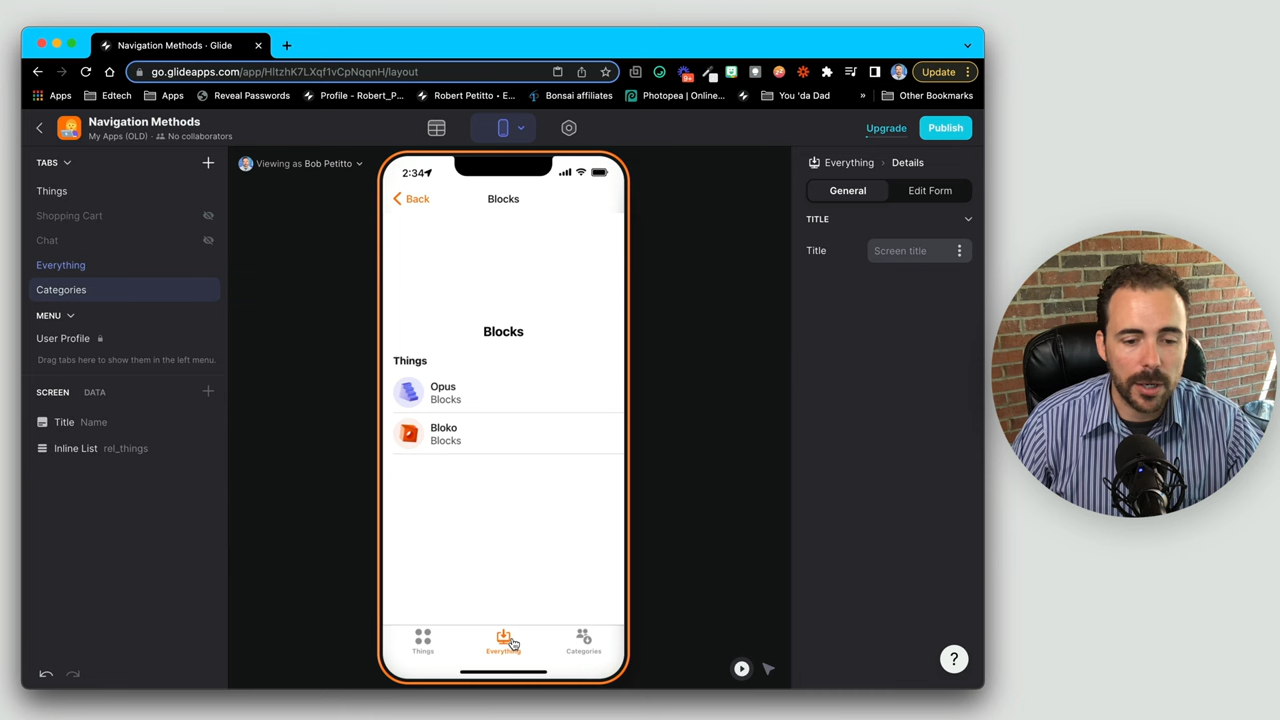 Navigation Methods · Glide
go.glideapps.com/app/HItzhK7LXqf1vCpNqqnH/layout
9+
Update
Apps
Edtech
Apps
Reveal Passwords
Profile - Robert_P...
Robert Petitto • E...
Bonsai affiliates
Photopea | Online...
You 'da Dad
»
Other Bookmarks
Navigation Methods
My Apps (OLD) · No collaborators
Upgrade
Publish
TABS
Things
Shopping Cart
Chat
Everything
Categories
MENU
User Profile
Drag tabs here to show them in the left menu.
SCREEN DATA
Title Name
Inline List rel_things
Viewing as Bob Petitto
2:34
Back
Blocks
Blocks
Things
Opus
Blocks
Bloko
Blocks
Things
Everything
Categories
Everything > Details
General
Edit Form
TITLE
Title
Screen title
?